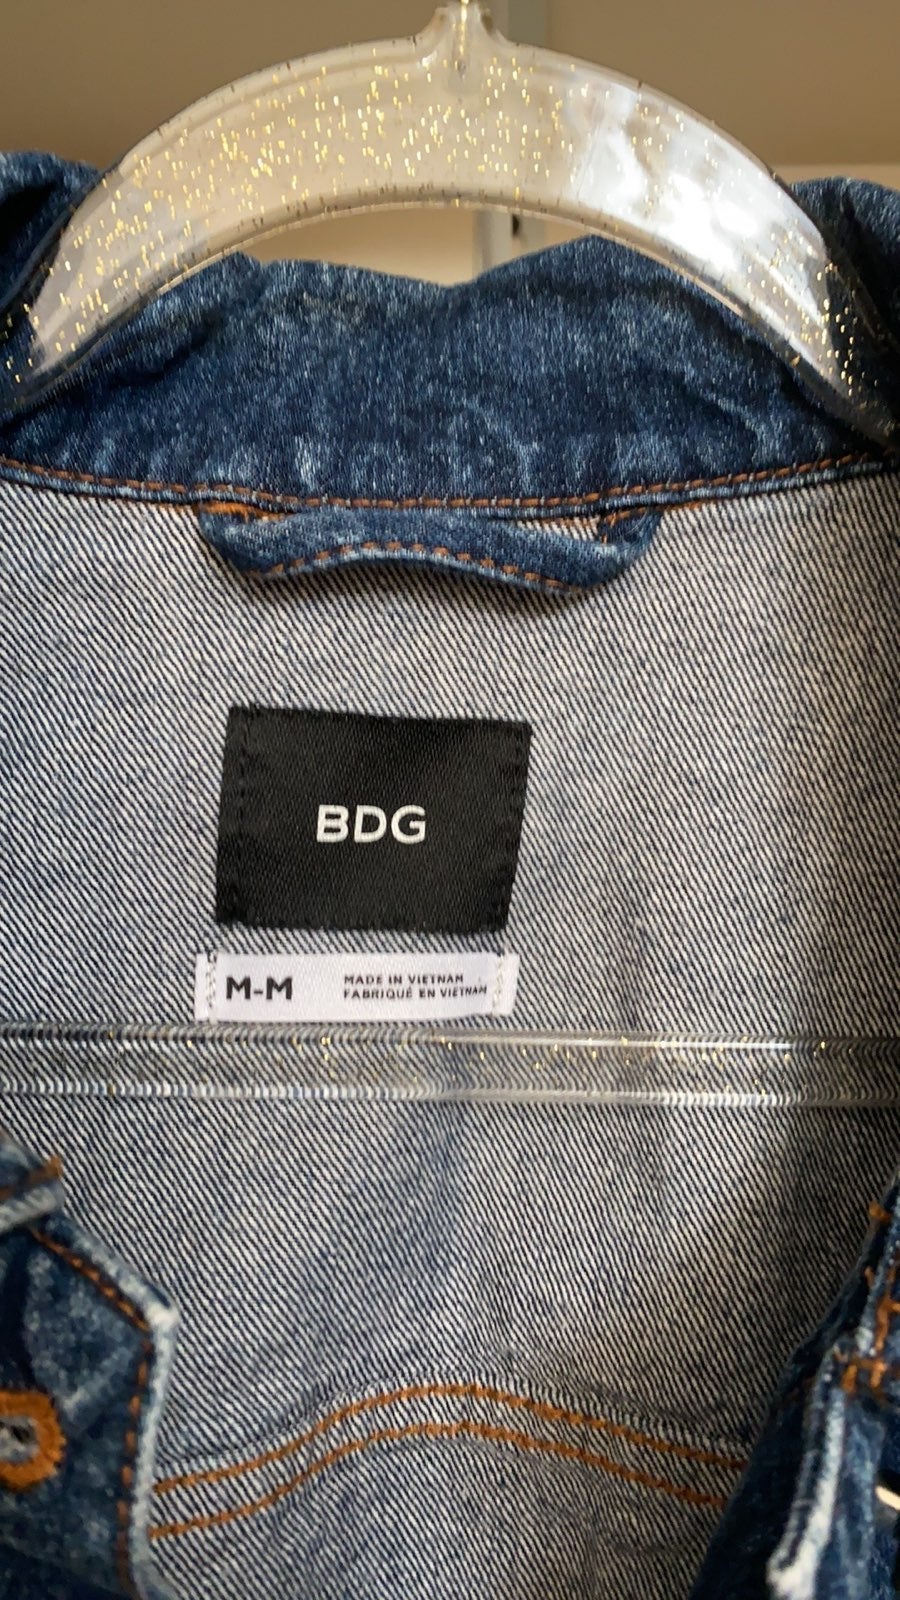 BDG
M-M
MADE IN VIETNAM
FABRIQUÉ EN VIETNAM